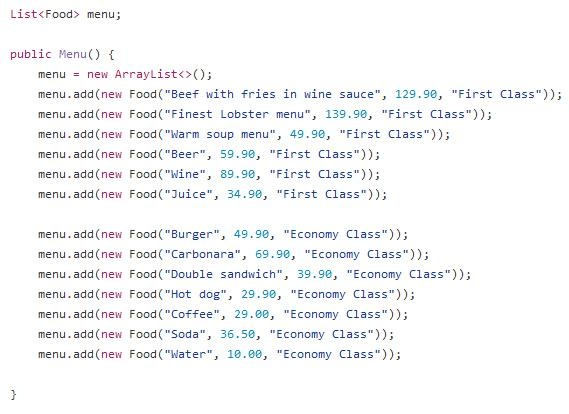 List<Food> menu;
public Menu() {
menu = new ArrayList<>();
menu.add(new Food("Beef with fries in wine sauce", 129.90, "First Class"));
menu.add(new Food("Finest Lobster menu", 139.90, "First Class"));
menu.add(new Food("Warm soup menu", 49.90, "First Class"));
menu.add(new Food("Beer", 59.90, "First Class"));
menu.add(new Food("Wine", 89.90, "First Class"));
menu.add(new Food("Juice", 34.90, "First Class"));
menu.add(new Food("Burger", 49.90, "Economy Class"));
menu.add(new Food("Carbonara", 69.90, "Economy Class"));
menu.add(new Food("Double sandwich", 39.90, "Economy Class"));
menu.add(new Food("Hot dog", 29.90, "Economy Class"));
menu.add(new Food("Coffee", 29.00, "Economy Class"));
menu.add(new Food("Soda", 36.50, "Economy Class"));
menu.add(new Food("Water", 10.00, "Economy Class"));
}